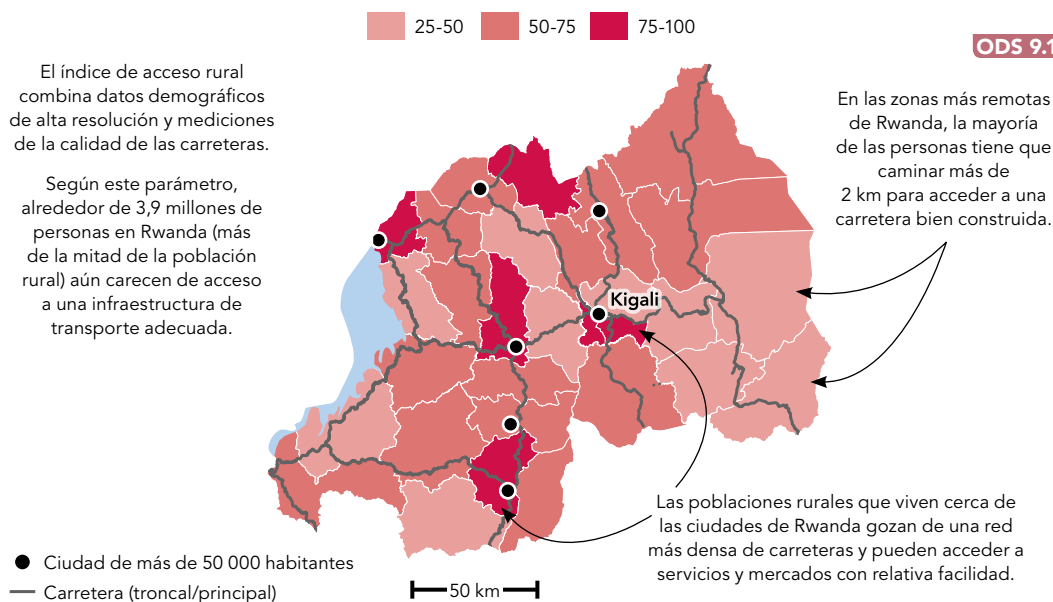 25-50
50-75
75-100
ODS 9.1
El índice de acceso rural
combina datos demográficos
de alta resolución y mediciones
de la calidad de las carreteras.
Según este parámetro,
alrededor de 3,9 millones de
personas en Rwanda (más
de la mitad de la población
rural) aún carecen de acceso
a una infraestructura de
transporte adecuada.
En las zonas más remotas
de Rwanda, la mayoría
de las personas tiene que
caminar más de
2 km para acceder a una
carretera bien construida.
Kigali
Las poblaciones rurales que viven cerca de
las ciudades de Rwanda gozan de una red
más densa de carreteras y pueden acceder a
servicios y mercados con relativa facilidad.
Ciudad de más de 50 000 habitantes
Carretera (troncal/principal)
50 km